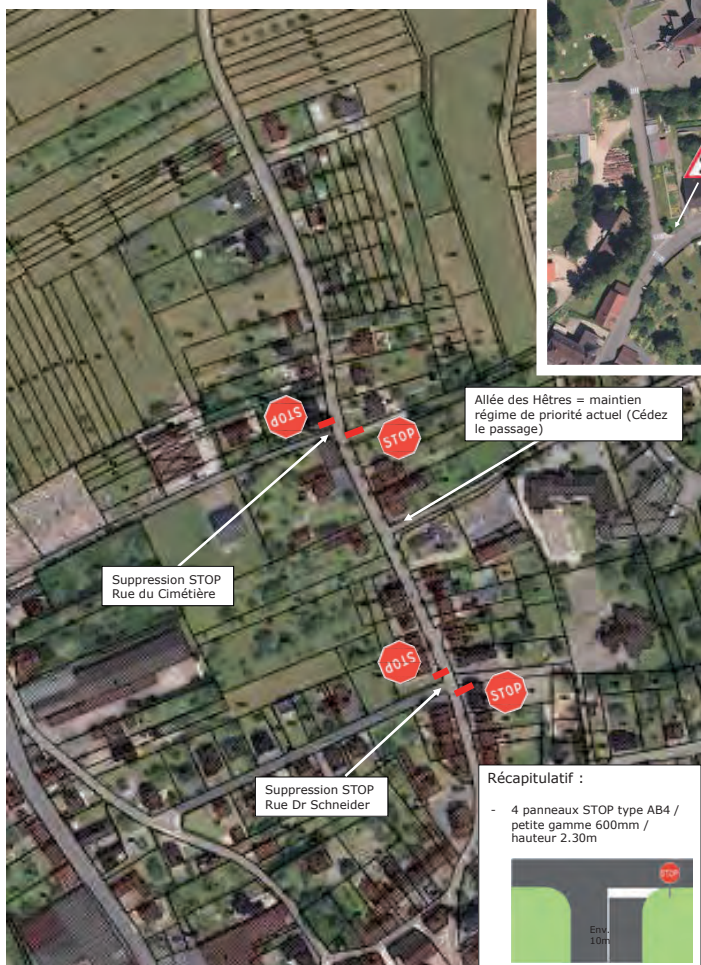 STOP
STOP
Allée des Hêtres = maintien
régime de priorité actuel (Cédez
le passage)
Suppression STOP
Rue du Cimétière
STOP
STOP
Suppression STOP
Rue Dr Schneider
Récapitulatif :
- 4 panneaux STOP type AB4 /
petite gamme 600mm /
hauteur 2.30m
STOP
Env.
10m